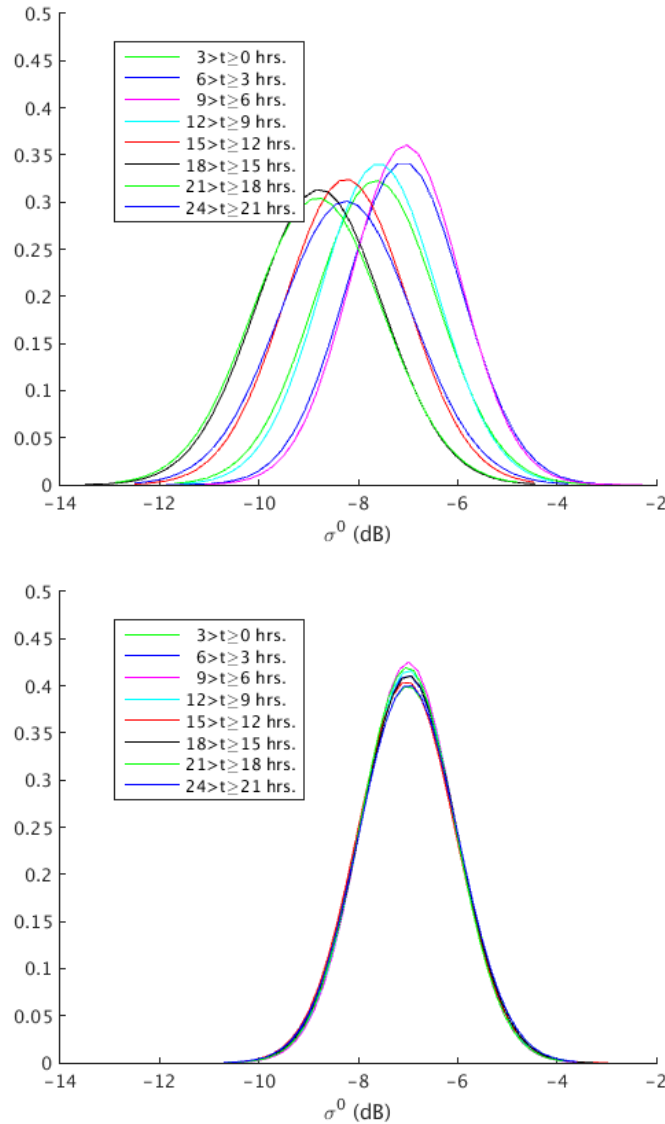 0.5
0.45
0.4
0.35
0.3
0.25
0.2
0.15
0.1
0.05
0
3>t≥0 hrs.
6>t≥3 hrs.
9>t≥6 hrs.
12>t≥9 hrs.
15>t≥12 hrs.
18>t≥15 hrs.
21>t≥18 hrs.
24>t≥21 hrs.
−14 −12 −10 −8 −6 −4 −2
σ⁰ (dB)
0.5
0.45
0.4
0.35
0.3
0.25
0.2
0.15
0.1
0.05
0
3>t≥0 hrs.
6>t≥3 hrs.
9>t≥6 hrs.
12>t≥9 hrs.
15>t≥12 hrs.
18>t≥15 hrs.
21>t≥18 hrs.
24>t≥21 hrs.
−14 −12 −10 −8 −6 −4 −2
σ⁰ (dB)